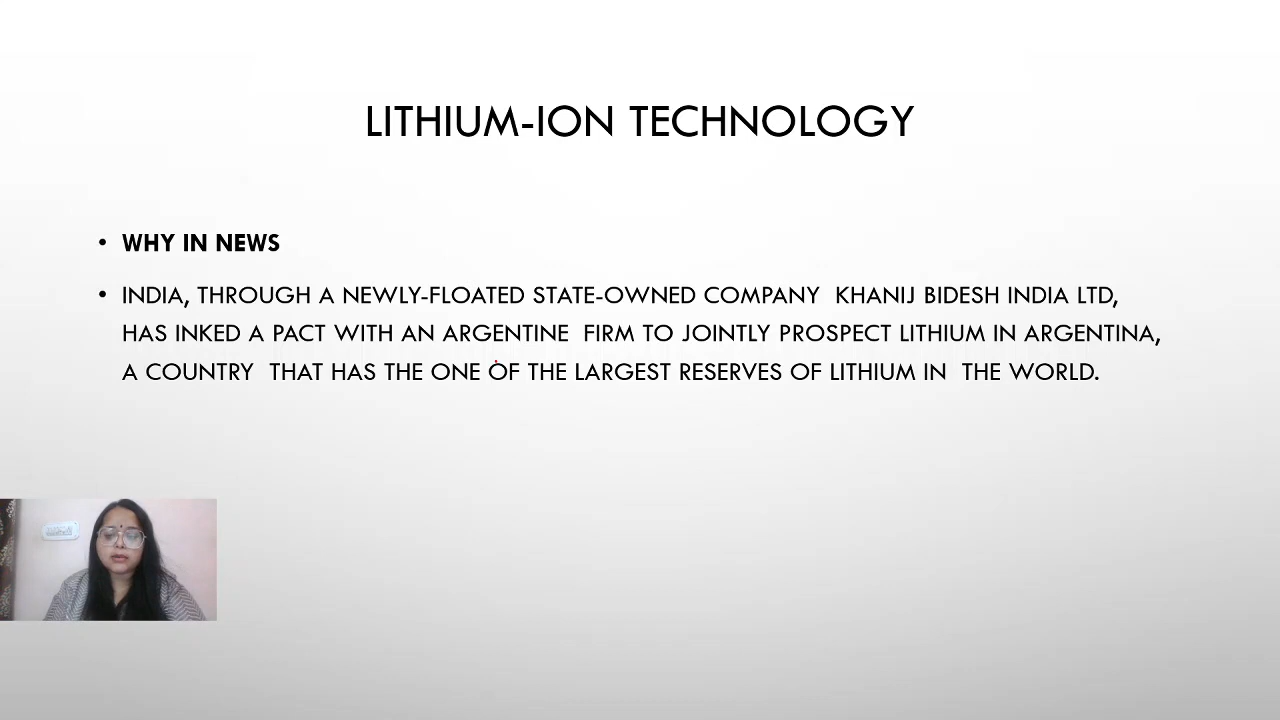 LITHIUM-ION TECHNOLOGY
• WHY IN NEWS
• INDIA, THROUGH A NEWLY-FLOATED STATE-OWNED COMPANY KHANIJ BIDESH INDIA LTD,
HAS INKED A PACT WITH AN ARGENTINE FIRM TO JOINTLY PROSPECT LITHIUM IN ARGENTINA,
A COUNTRY THAT HAS THE ONE OF THE LARGEST RESERVES OF LITHIUM IN THE WORLD.